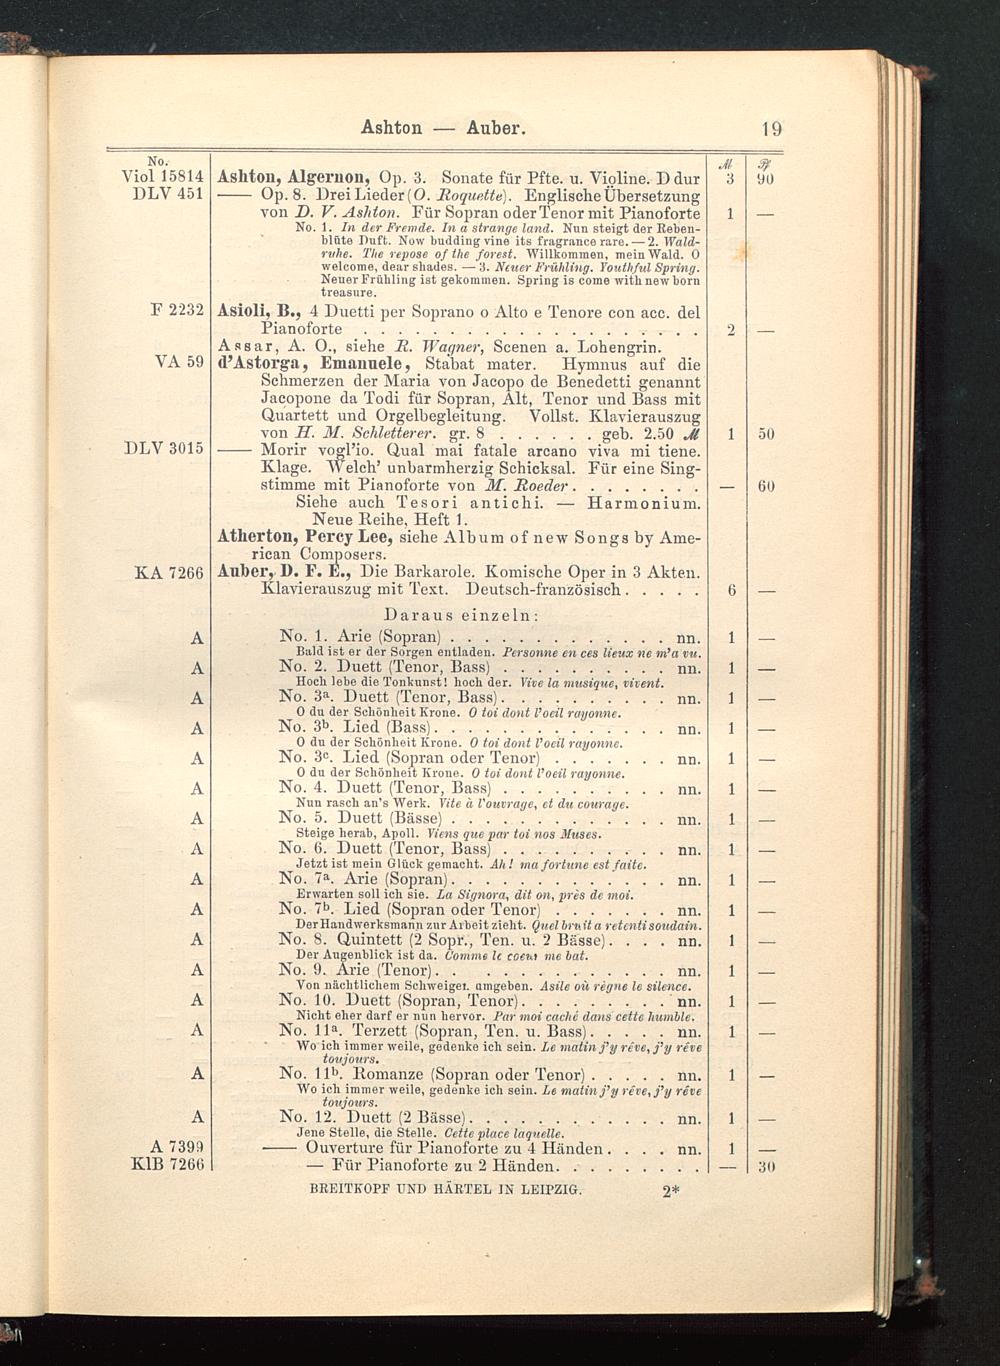 Ashton — Auber. 19
No. ℳ ₰
Viol 15814 Ashton, Algernon, Op. 3. Sonate für Pfte. u. Violine. D dur 3 90
DLV 451 —— Op. 8. Drei Lieder (O. Roquette). Englische Übersetzung
von D. V. Ashton. Für Sopran oder Tenor mit Pianoforte 1 —
No. 1. In der Fremde. In a strange land. Nun steigt der Reben-
blüte Duft. Now budding vine its fragrance rare. — 2. Wald-
ruhe. The repose of the forest. Willkommen, mein Wald. O
welcome, dear shades. — 3. Neuer Frühling. Youthful Spring.
Neuer Frühling ist gekommen. Spring is come with new born
treasure.
F 2232 Asioli, B., 4 Duetti per Soprano o Alto e Tenore con acc. del
Pianoforte . . . . . . . . . . . . . . . . . . . 2 —
Assar, A. O., siehe R. Wagner, Scenen a. Lohengrin.
VA 59 d'Astorga, Emanuele, Stabat mater. Hymnus auf die
Schmerzen der Maria von Jacopo de Benedetti genannt
Jacopone da Todi für Sopran, Alt, Tenor und Bass mit
Quartett und Orgelbegleitung. Vollst. Klavierauszug
von H. M. Schletterer. gr. 8 . . . . . . geb. 2.50 ℳ 1 50
DLV 3015 —— Morir vogl'io. Qual mai fatale arcano viva mi tiene.
Klage. Welch' unbarmherzig Schicksal. Für eine Sing-
stimme mit Pianoforte von M. Roeder. . . . . . . . — 60
Siehe auch Tesori antichi. — Harmonium.
Neue Reihe, Heft 1.
Atherton, Percy Lee, siehe Album of new Songs by Ame-
rican Composers.
KA 7266 Auber, D. F. E., Die Barkarole. Komische Oper in 3 Akten.
Klavierauszug mit Text. Deutsch-französisch . . . . . 6 —
Daraus einzeln:
A No. 1. Arie (Sopran) . . . . . . . . . . . . . nn. 1 —
Bald ist er der Sorgen entladen. Personne en ces lieux ne m'a vu.
A No. 2. Duett (Tenor, Bass) . . . . . . . . . . nn. 1 —
Hoch lebe die Tonkunst! hoch der. Vive la musique, vivent.
A No. 3a. Duett (Tenor, Bass). . . . . . . . . . nn. 1 —
O du der Schönheit Krone. O toi dont l'oeil rayonne.
A No. 3b. Lied (Bass). . . . . . . . . . . . . . nn. 1 —
O du der Schönheit Krone. O toi dont l'oeil rayonne.
A No. 3c. Lied (Sopran oder Tenor) . . . . . . . nn. 1 —
O du der Schönheit Krone. O toi dont l'oeil rayonne.
A No. 4. Duett (Tenor, Bass) . . . . . . . . . . nn. 1 —
Nun rasch an's Werk. Vite à l'ouvrage, et du courage.
A No. 5. Duett (Bässe) . . . . . . . . . . . . . nn. 1 —
Steige herab, Apoll. Viens que par toi nos Muses.
A No. 6. Duett (Tenor, Bass) . . . . . . . . . . nn. 1 —
Jetzt ist mein Glück gemacht. Ah! ma fortune est faite.
A No. 7a. Arie (Sopran). . . . . . . . . . . . . nn. 1 —
Erwarten soll ich sie. La Signora, dit on, près de moi.
A No. 7b. Lied (Sopran oder Tenor) . . . . . . . nn. 1 —
Der Handwerksmann zur Arbeit zieht. Quel bruit a retenti soudain.
A No. 8. Quintett (2 Sopr., Ten. u. 2 Bässe). . . . nn. 1 —
Der Augenblick ist da. Comme le coeur me bat.
A No. 9. Arie (Tenor). . . . . . . . . . . . . nn. 1 —
Von nächtlichem Schweigen umgeben. Asile où règne le silence.
A No. 10. Duett (Sopran, Tenor). . . . . . . . . nn. 1 —
Nicht eher darf er nun hervor. Par moi caché dans cette humble.
A No. 11a. Terzett (Sopran, Ten. u. Bass). . . . . nn. 1 —
Wo ich immer weile, gedenke ich sein. Le matin j'y rêve, j'y rêve
toujours.
A No. 11b. Romanze (Sopran oder Tenor) . . . . . nn. 1 —
Wo ich immer weile, gedenke ich sein. Le matin j'y rêve, j'y rêve
toujours.
A No. 12. Duett (2 Bässe). . . . . . . . . . . . nn. 1 —
Jene Stelle, die Stelle. Cette place laquelle.
A 7399 —— Ouverture für Pianoforte zu 4 Händen . . . . nn. 1 —
KlB 7266 — Für Pianoforte zu 2 Händen. . . . . . . . . — 30
BREITKOPF UND HÄRTEL IN LEIPZIG. 2*